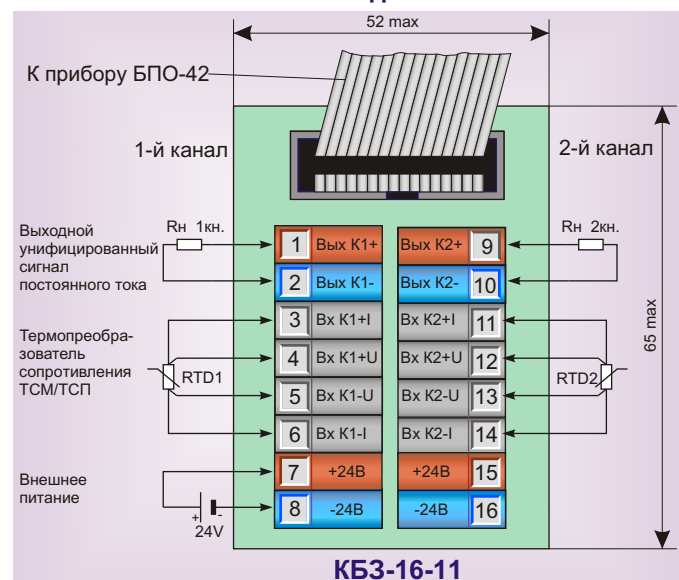 52 max
К прибору БПО-42
1-й канал
2-й канал
Выходной
унифицированный
сигнал
постоянного тока
Rн 1кн.
1 Вых К1+
2 Вых К1-
3 Вх К1+I
4 Вх К1+U
5 Вх К1-U
6 Вх К1-I
7 +24В
8 -24В
Вых К2+ 9
Вых К2- 10
Вх К2+I 11
Вх К2+U 12
Вх К2-U 13
Вх К2-I 14
+24В 15
-24В 16
Rн 2кн.
65 max
Термопреобра-
зователь
сопротивления
ТСМ/ТСП
RTD1
RTD2
Внешнее
питание
+ -
24V
КБЗ-16-11